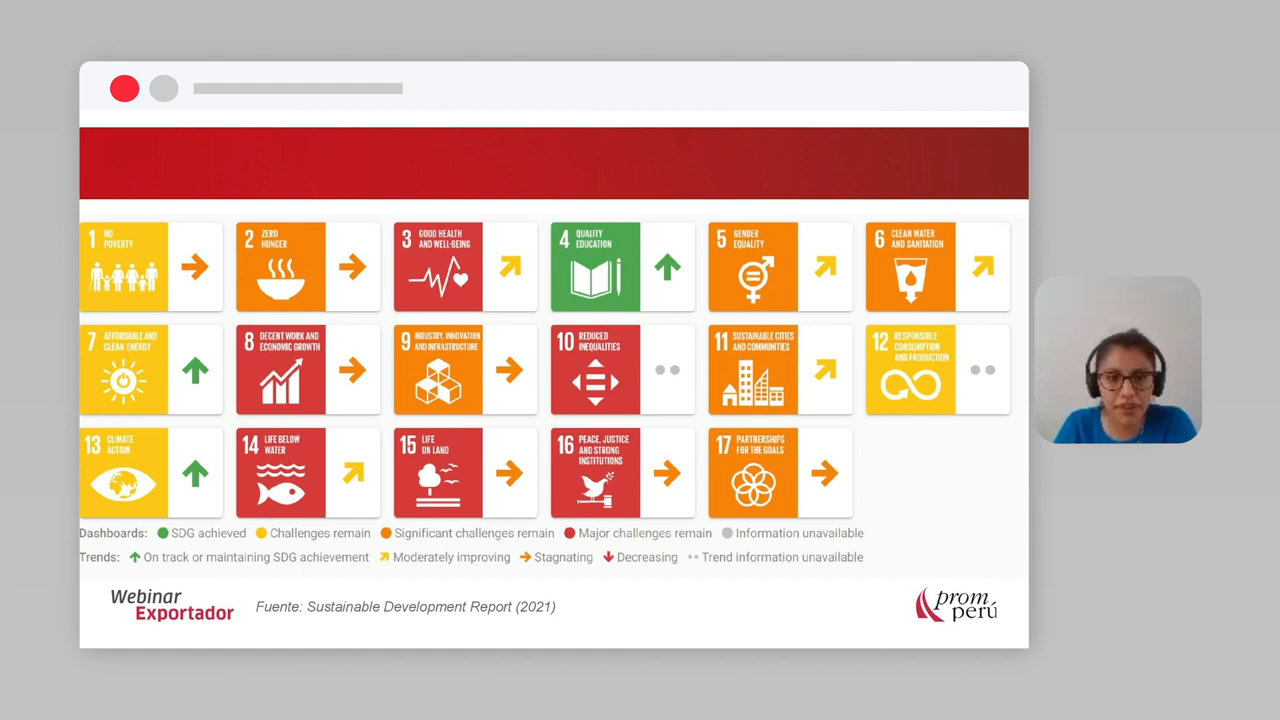 1 NO POVERTY
2 ZERO HUNGER
3 GOOD HEALTH AND WELL-BEING
4 QUALITY EDUCATION
5 GENDER EQUALITY
6 CLEAN WATER AND SANITATION
7 AFFORDABLE AND CLEAN ENERGY
8 DECENT WORK AND ECONOMIC GROWTH
9 INDUSTRY, INNOVATION AND INFRASTRUCTURE
10 REDUCED INEQUALITIES
11 SUSTAINABLE CITIES AND COMMUNITIES
12 RESPONSIBLE CONSUMPTION AND PRODUCTION
13 CLIMATE ACTION
14 LIFE BELOW WATER
15 LIFE ON LAND
16 PEACE, JUSTICE AND STRONG INSTITUTIONS
17 PARTNERSHIPS FOR THE GOALS
Dashboards: SDG achieved Challenges remain Significant challenges remain Major challenges remain Information unavailable
Trends: On track or maintaining SDG achievement Moderately improving Stagnating Decreasing Trend information unavailable
Webinar
Exportador
Fuente: Sustainable Development Report (2021)
prom
perú